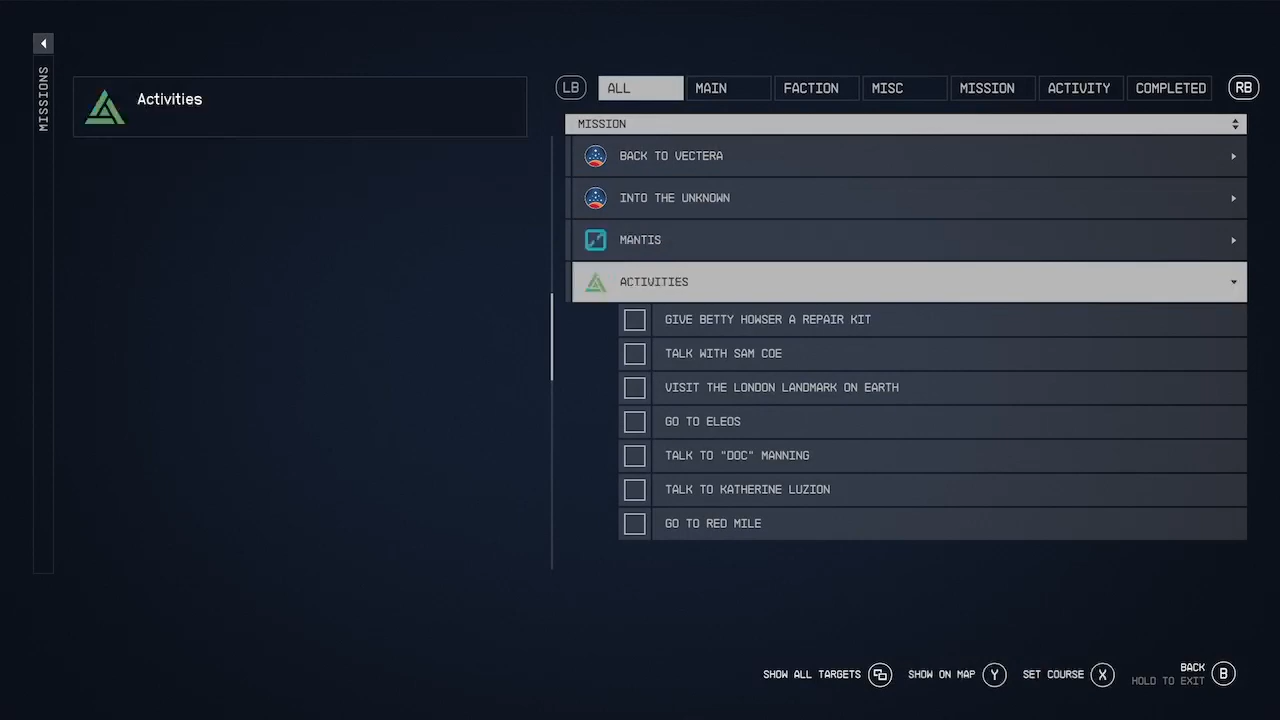 MISSIONS
Activities
LB
ALL
MAIN
FACTION
MISC
MISSION
ACTIVITY
COMPLETED
RB
MISSION
BACK TO VECTERA
INTO THE UNKNOWN
MANTIS
ACTIVITIES
GIVE BETTY HOWSER A REPAIR KIT
TALK WITH SAM COE
VISIT THE LONDON LANDMARK ON EARTH
GO TO ELEOS
TALK TO "DOC" MANNING
TALK TO KATHERINE LUZION
GO TO RED MILE
SHOW ALL TARGETS
SHOW ON MAP Y
SET COURSE X
BACK B
HOLD TO EXIT